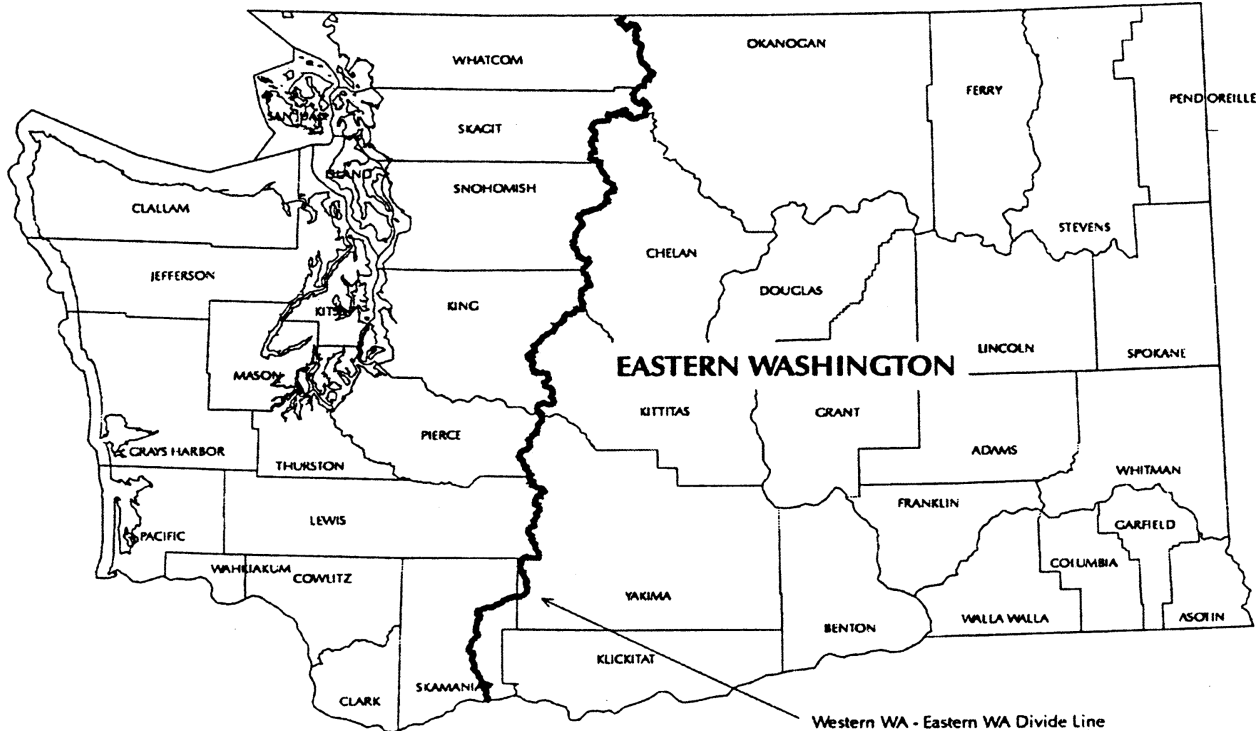 WHATCOM
OKANOGAN
FERRY
PEND OREILLE
SAN JUAN
SKAGIT
ISLAND
SNOHOMISH
CLALLAM
STEVENS
CHELAN
JEFFERSON
DOUGLAS
KITSAP
KING
LINCOLN
SPOKANE
EASTERN WASHINGTON
MASON
KITTITAS
GRANT
PIERCE
GRAYS HARBOR
ADAMS
THURSTON
WHITMAN
FRANKLIN
LEWIS
GARFIELD
PACIFIC
COLUMBIA
WAHKIAKUM
COWLITZ
YAKIMA
WALLA WALLA
ASOTIN
BENTON
KLICKITAT
SKAMANIA
CLARK
Western WA - Eastern WA Divide Line